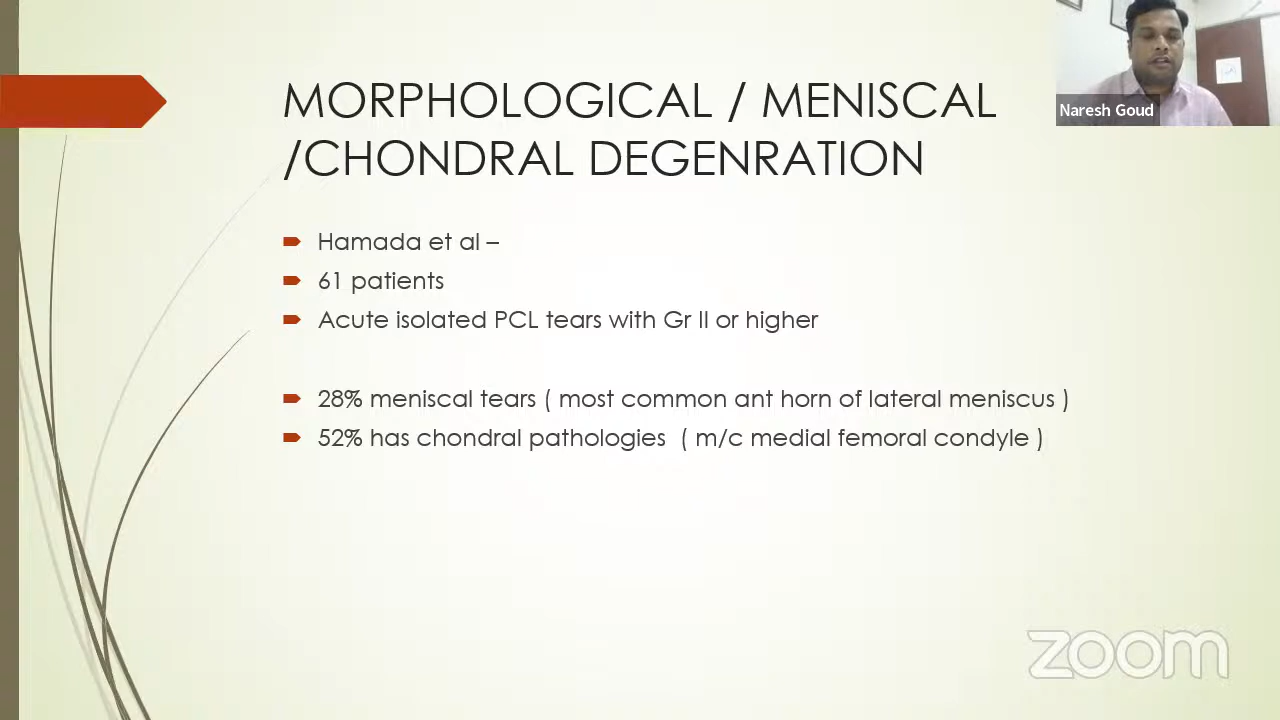 MORPHOLOGICAL / MENISCAL
/CHONDRAL DEGENRATION
Naresh Goud
Hamada et al –
61 patients
Acute isolated PCL tears with Gr II or higher
28% meniscal tears ( most common ant horn of lateral meniscus )
52% has chondral pathologies ( m/c medial femoral condyle )
zoom